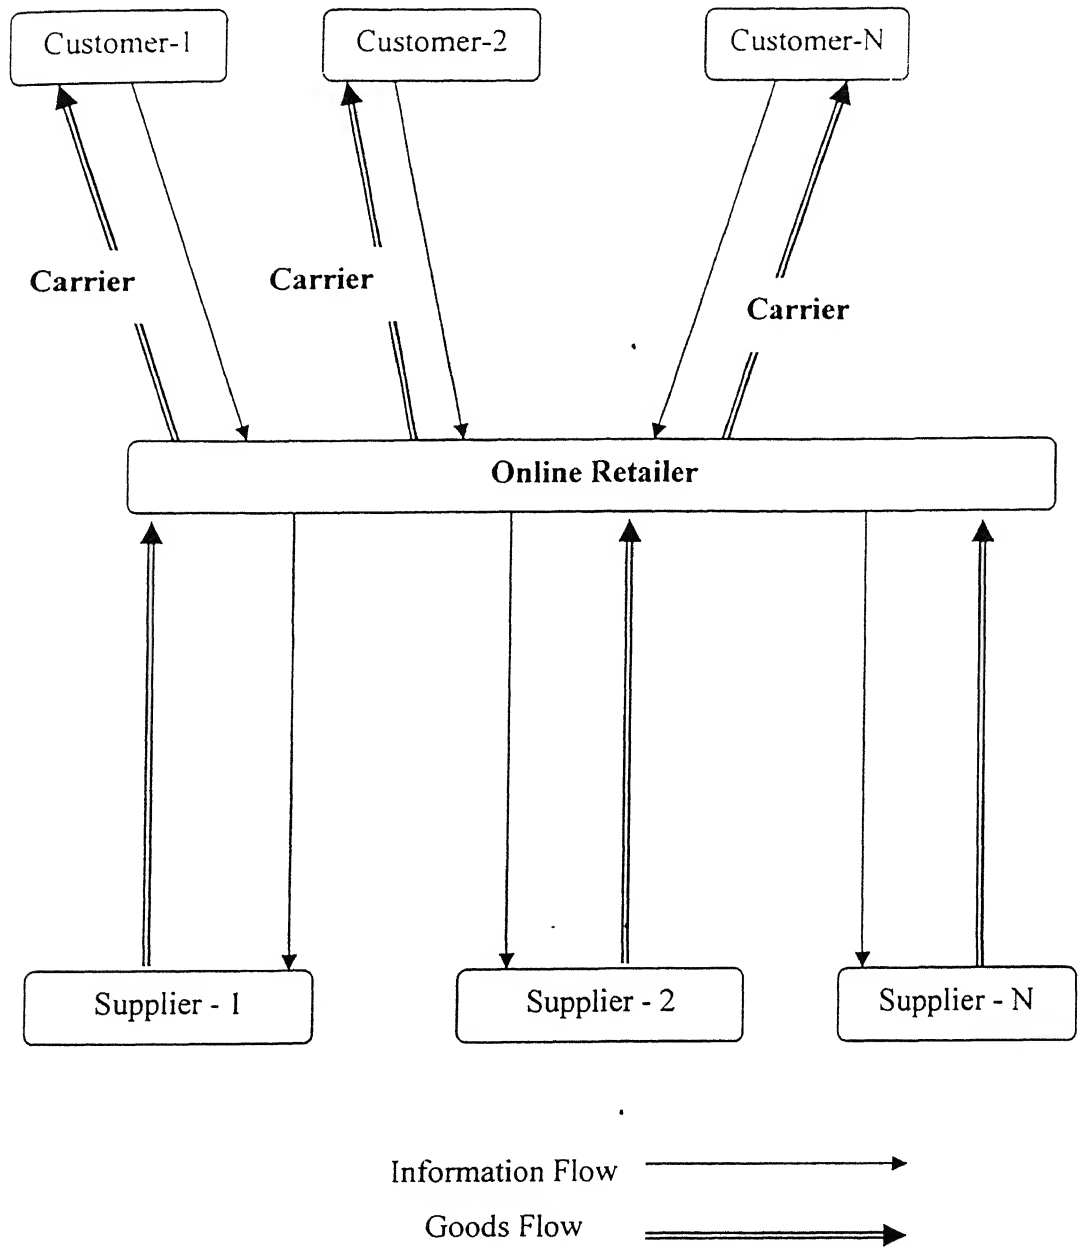 Customer-1
Customer-2
Customer-N
Carrier
Carrier
Carrier
Online Retailer
Supplier - 1
Supplier - 2
Supplier - N
Information Flow
Goods Flow